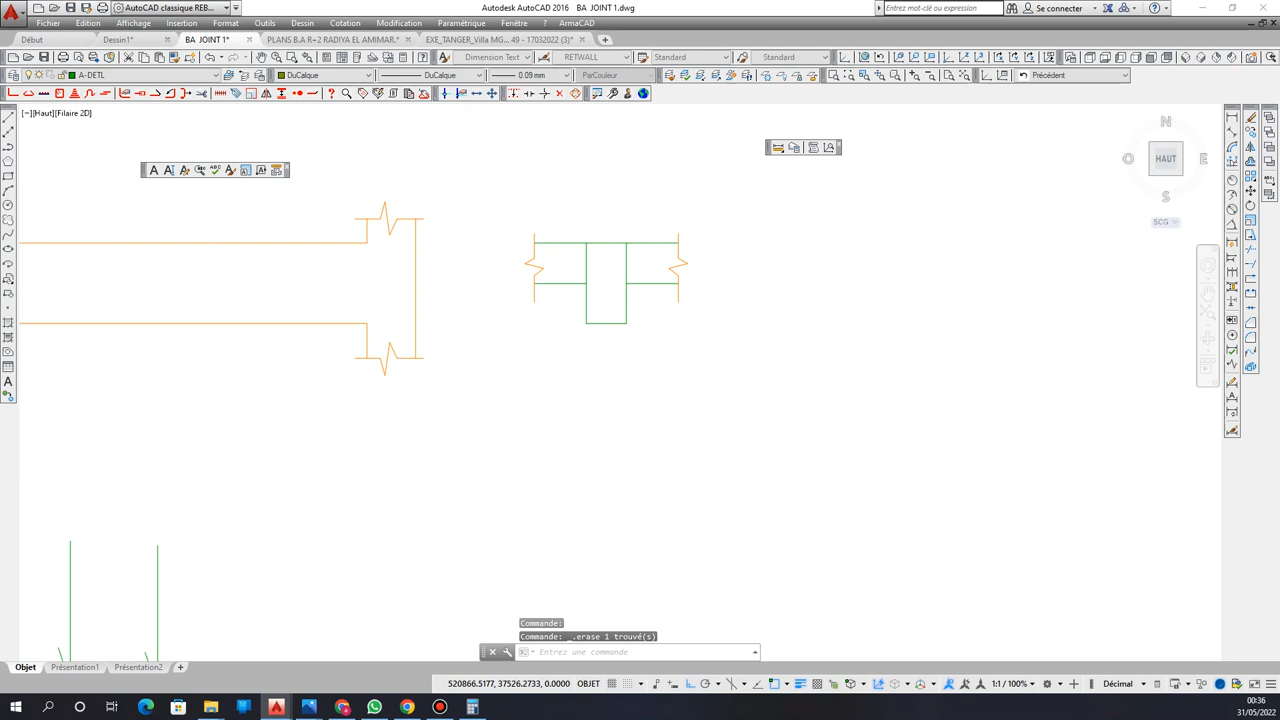 AutoCAD classique REB...
Autodesk AutoCAD 2016 BA JOINT 1.dwg
Entrez mot-clé ou expression
Se connecter
Fichier Edition Affichage Insertion Format Outils Dessin Cotation Modification Paramétrique Fenêtre ? ArmaCAD
Début Dessin1* BA JOINT 1* PLANS B.A R+2 RADIYA EL AMIMAR.* EXE_TANGER_Villa MG... 49 - 17032022 (3)*
Dimension Text RETWALL Standard Standard
A-DETL DuCalque DuCalque 0.09 mm ParCouleur Précédent
[−][Haut][Filaire 2D]
N
O HAUT E
S
SCG
Commande:
Commande: _.erase 1 trouvé(s)
Entrez une commande
Objet Présentation1 Présentation2 +
520866.5177, 37526.2733, 0.0000 OBJET 1:1 / 100% Décimal
00:36
31/05/2022